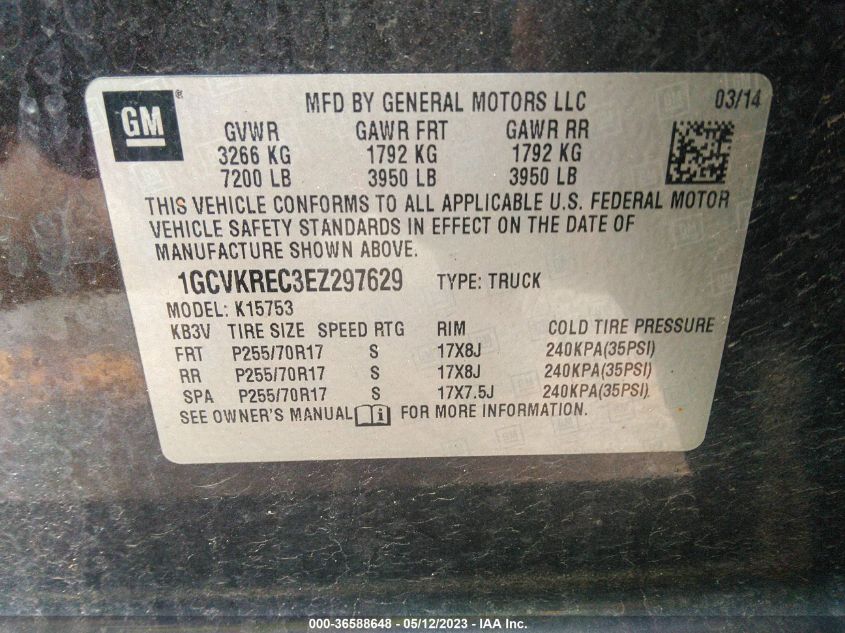 GM® MFD BY GENERAL MOTORS LLC 03/14
GVWR GAWR FRT GAWR RR
3266 KG 1792 KG 1792 KG
7200 LB 3950 LB 3950 LB
THIS VEHICLE CONFORMS TO ALL APPLICABLE U.S. FEDERAL MOTOR
VEHICLE SAFETY STANDARDS IN EFFECT ON THE DATE OF
MANUFACTURE SHOWN ABOVE.
1GCVKREC3EZ297629 TYPE: TRUCK
MODEL: K15753
KB3V TIRE SIZE SPEED RTG RIM COLD TIRE PRESSURE
FRT P255/70R17 S 17X8J 240KPA(35PSI)
RR P255/70R17 S 17X8J 240KPA(35PSI)
SPA P255/70R17 S 17X7.5J 240KPA(35PSI)
SEE OWNER'S MANUAL i FOR MORE INFORMATION.
000-36588648 - 05/12/2023 - IAA Inc.